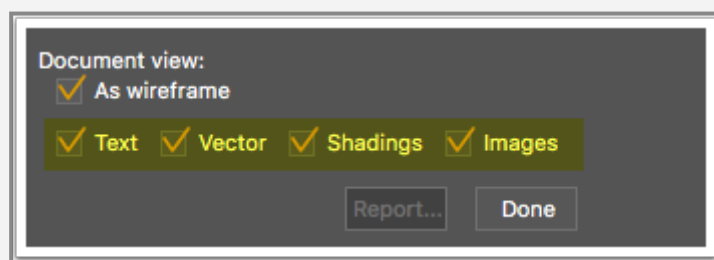 Document view:
As wireframe
Text Vector Shadings Images
Report... Done